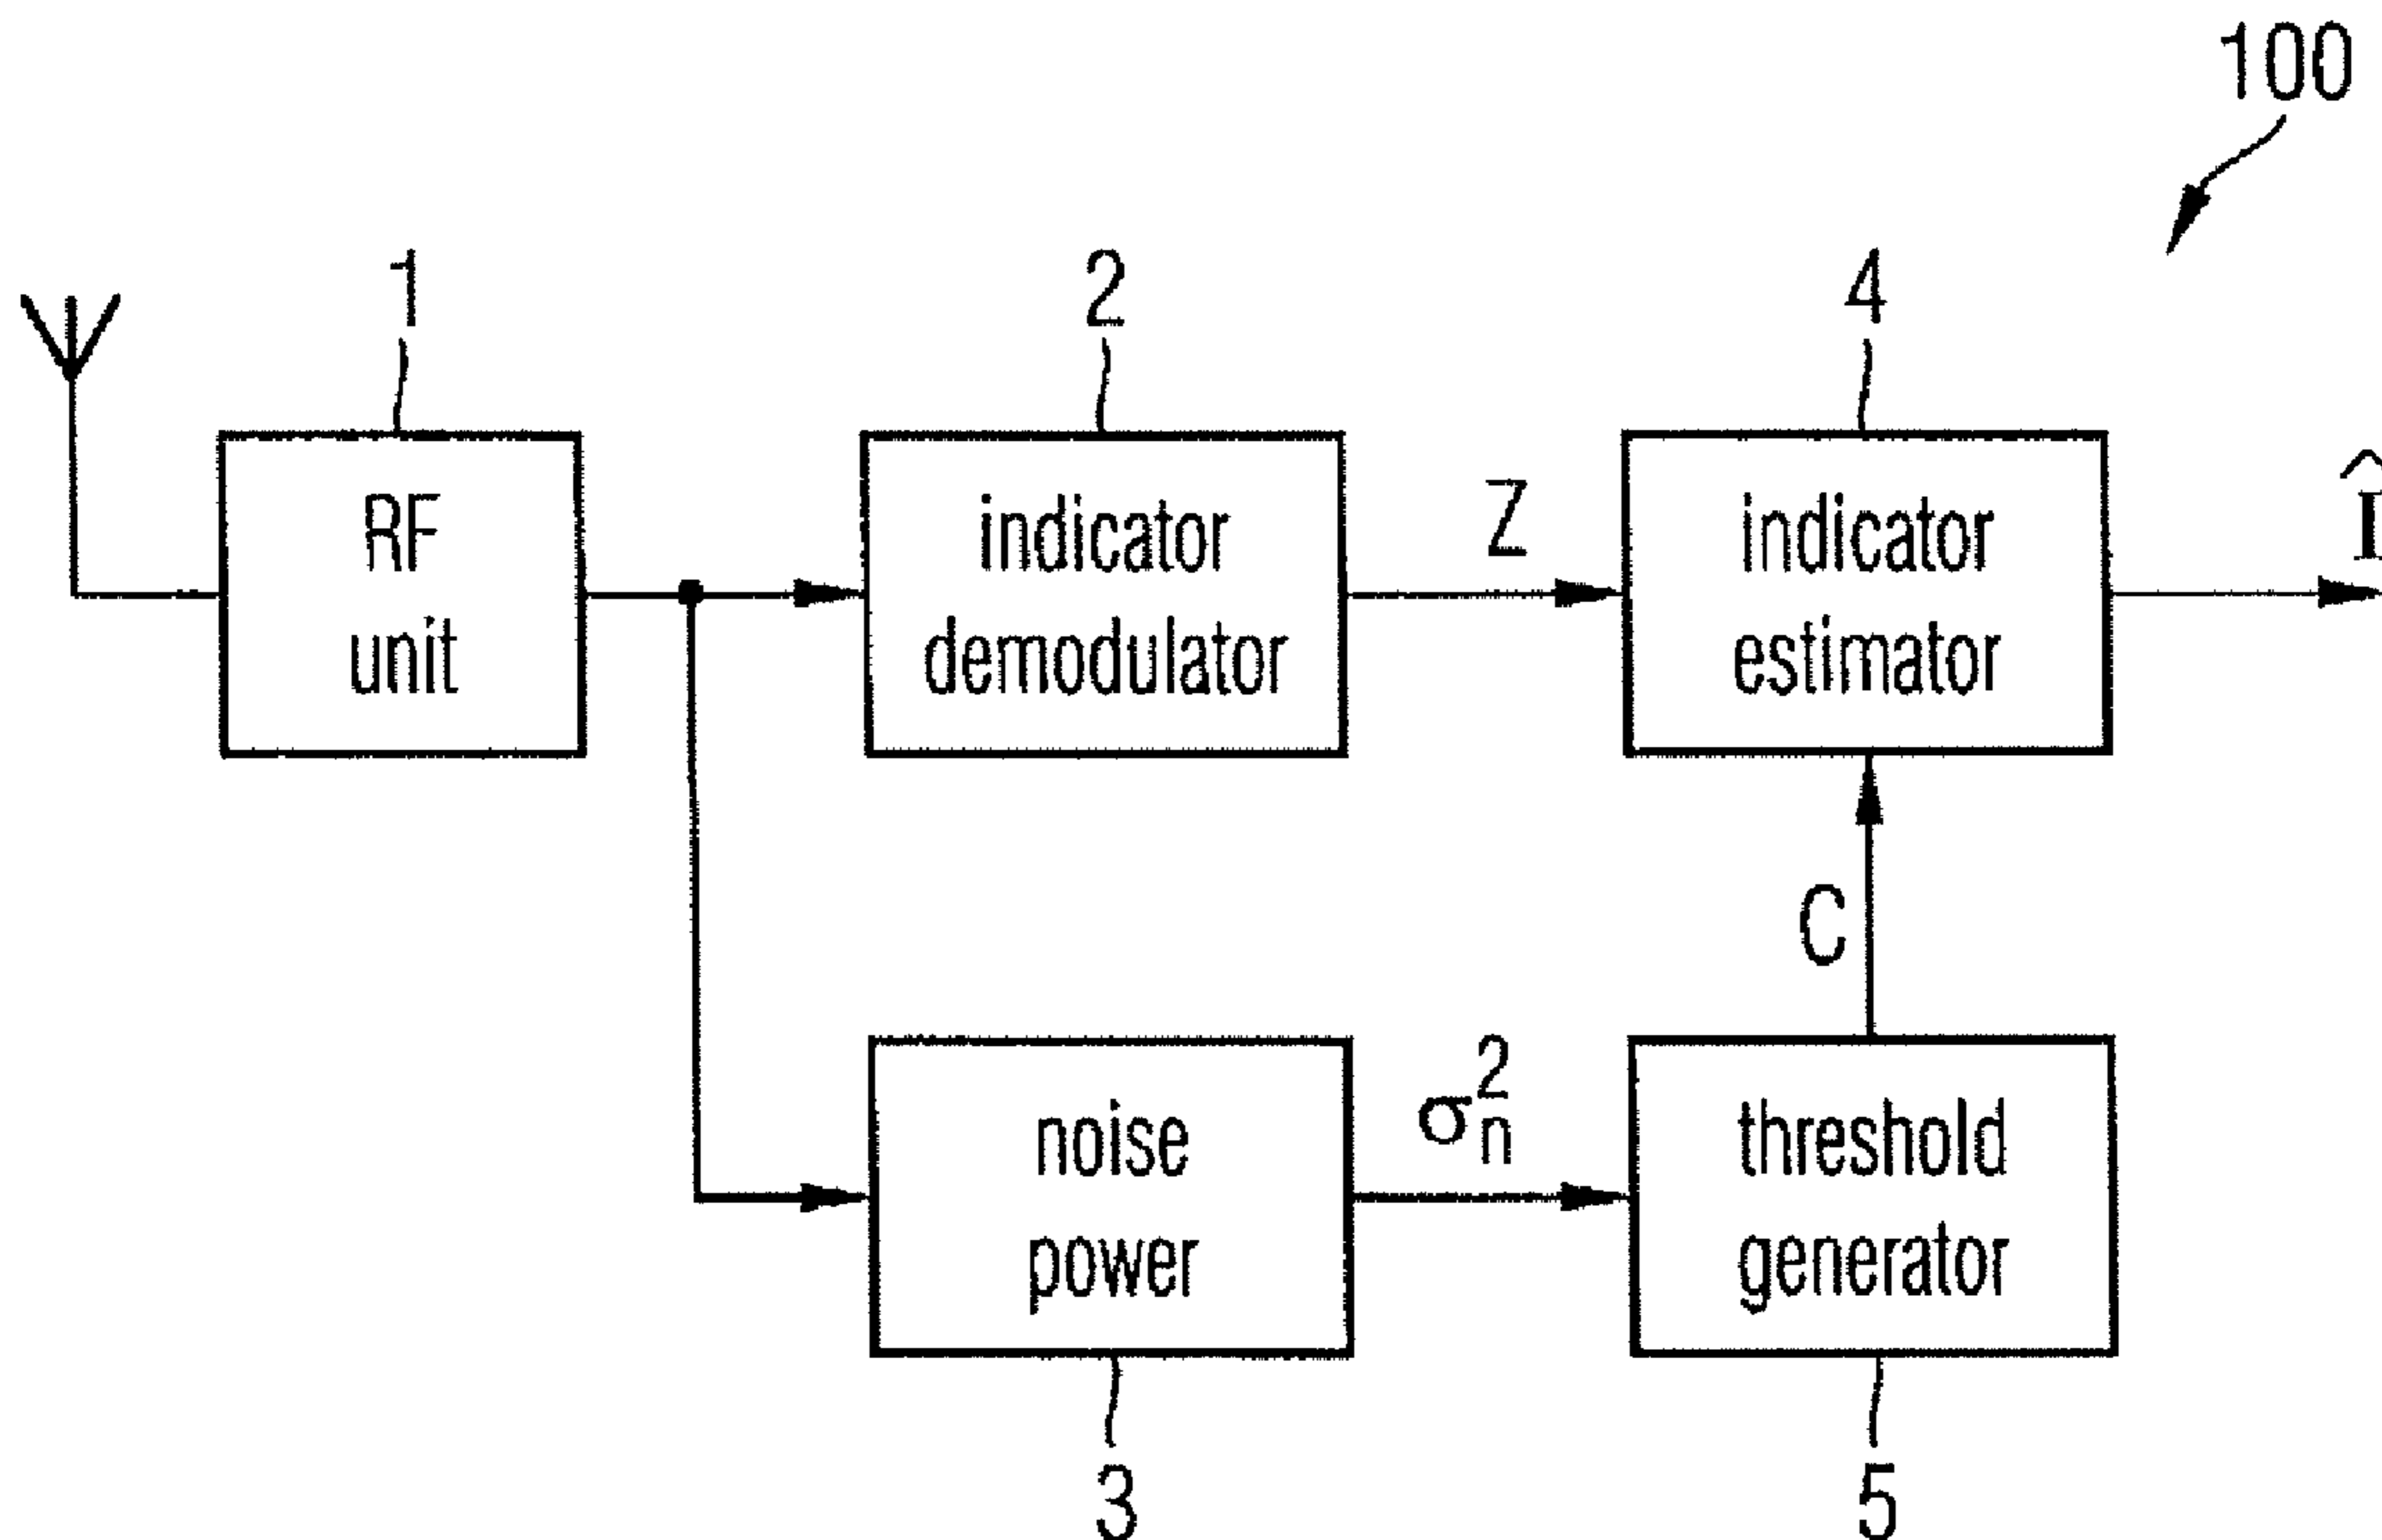 100
1
2
4
RF
unit
indicator
demodulator
Z
indicator
estimator
Î
C
noise
power
σ²ₙ
threshold
generator
3
5